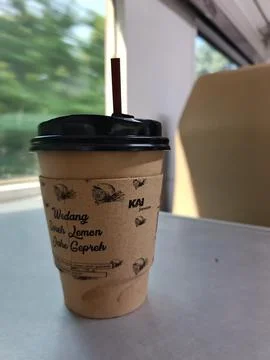 Wedang
Sereh Lemon
Jahe Geprek
KAI